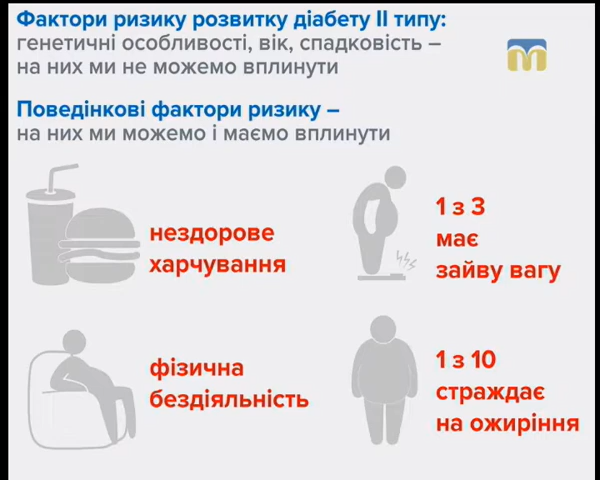 Фактори ризику розвитку діабету II типу:
генетичні особливості, вік, спадковість –
на них ми не можемо вплинути
Поведінкові фактори ризику –
на них ми можемо і маємо вплинути
нездорове
харчування
1 з 3
має
зайву вагу
фізична
бездіяльність
1 з 10
страждає
на ожиріння